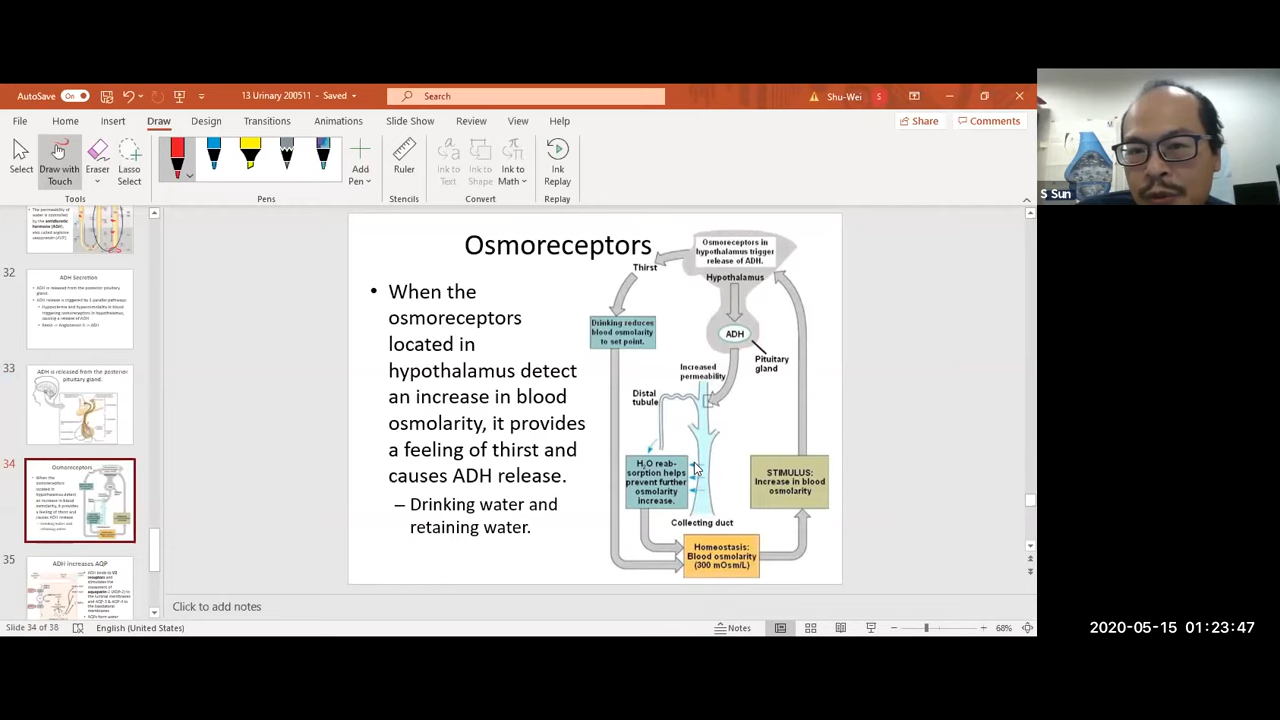 AutoSave
On
13 Urinary 200511 - Saved
Search
Shu-Wei
S
File
Home
Insert
Draw
Design
Transitions
Animations
Slide Show
Review
View
Help
Share
Comments
Select
Draw with
Touch
Eraser
Lasso
Select
Add
Pen
Ruler
Ink to
Text
Ink to
Shape
Ink to
Math
Ink
Replay
Tools
Pens
Stencils
Convert
Replay
S Sun
32
ADH Secretion
33
ADH is released from the posterior
pituitary gland.
34
Osmoreceptors
35
ADH increases AQP
Osmoreceptors
• When the
osmoreceptors
located in
hypothalamus detect
an increase in blood
osmolarity, it provides
a feeling of thirst and
causes ADH release.
– Drinking water and
retaining water.
Osmoreceptors in
hypothalamus trigger
release of ADH.
Thirst
Hypothalamus
Drinking reduces
blood osmolarity
to set point.
ADH
Pituitary
gland
Increased
permeability
Distal
tubule
H2O reab-
sorption helps
prevent further
osmolarity
increase.
STIMULUS:
Increase in blood
osmolarity
Collecting duct
Homeostasis:
Blood osmolarity
(300 mOsm/L)
Click to add notes
Slide 34 of 38
English (United States)
Notes
68%
2020-05-15 01:23:47